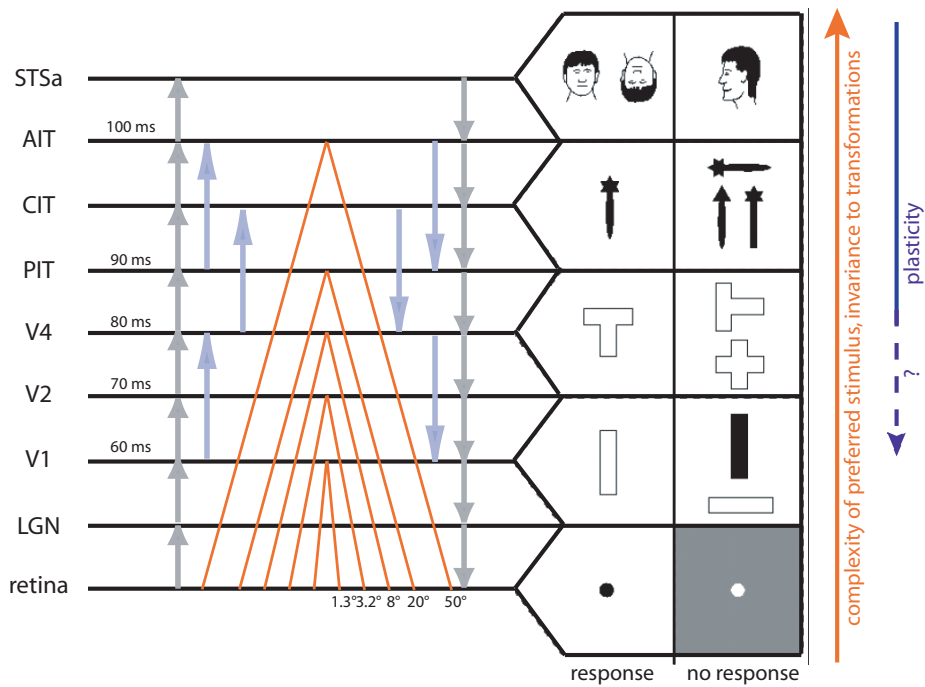 STSa
AIT
100 ms
CIT
PIT
90 ms
V4
80 ms
V2
70 ms
V1
60 ms
LGN
retina
1.3° 3.2° 8° 20° 50°
response
no response
complexity of preferred stimulus, invariance to transformations
plasticity
?